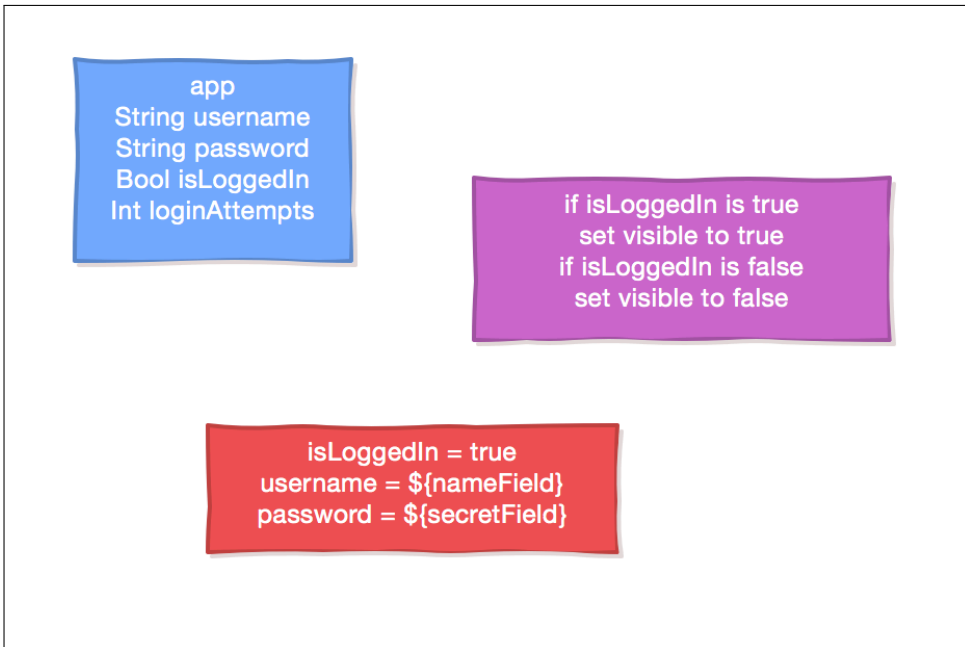 app
String username
String password
Bool isLoggedIn
Int loginAttempts
if isLoggedIn is true
set visible to true
if isLoggedIn is false
set visible to false
isLoggedIn = true
username = ${nameField}
password = ${secretField}